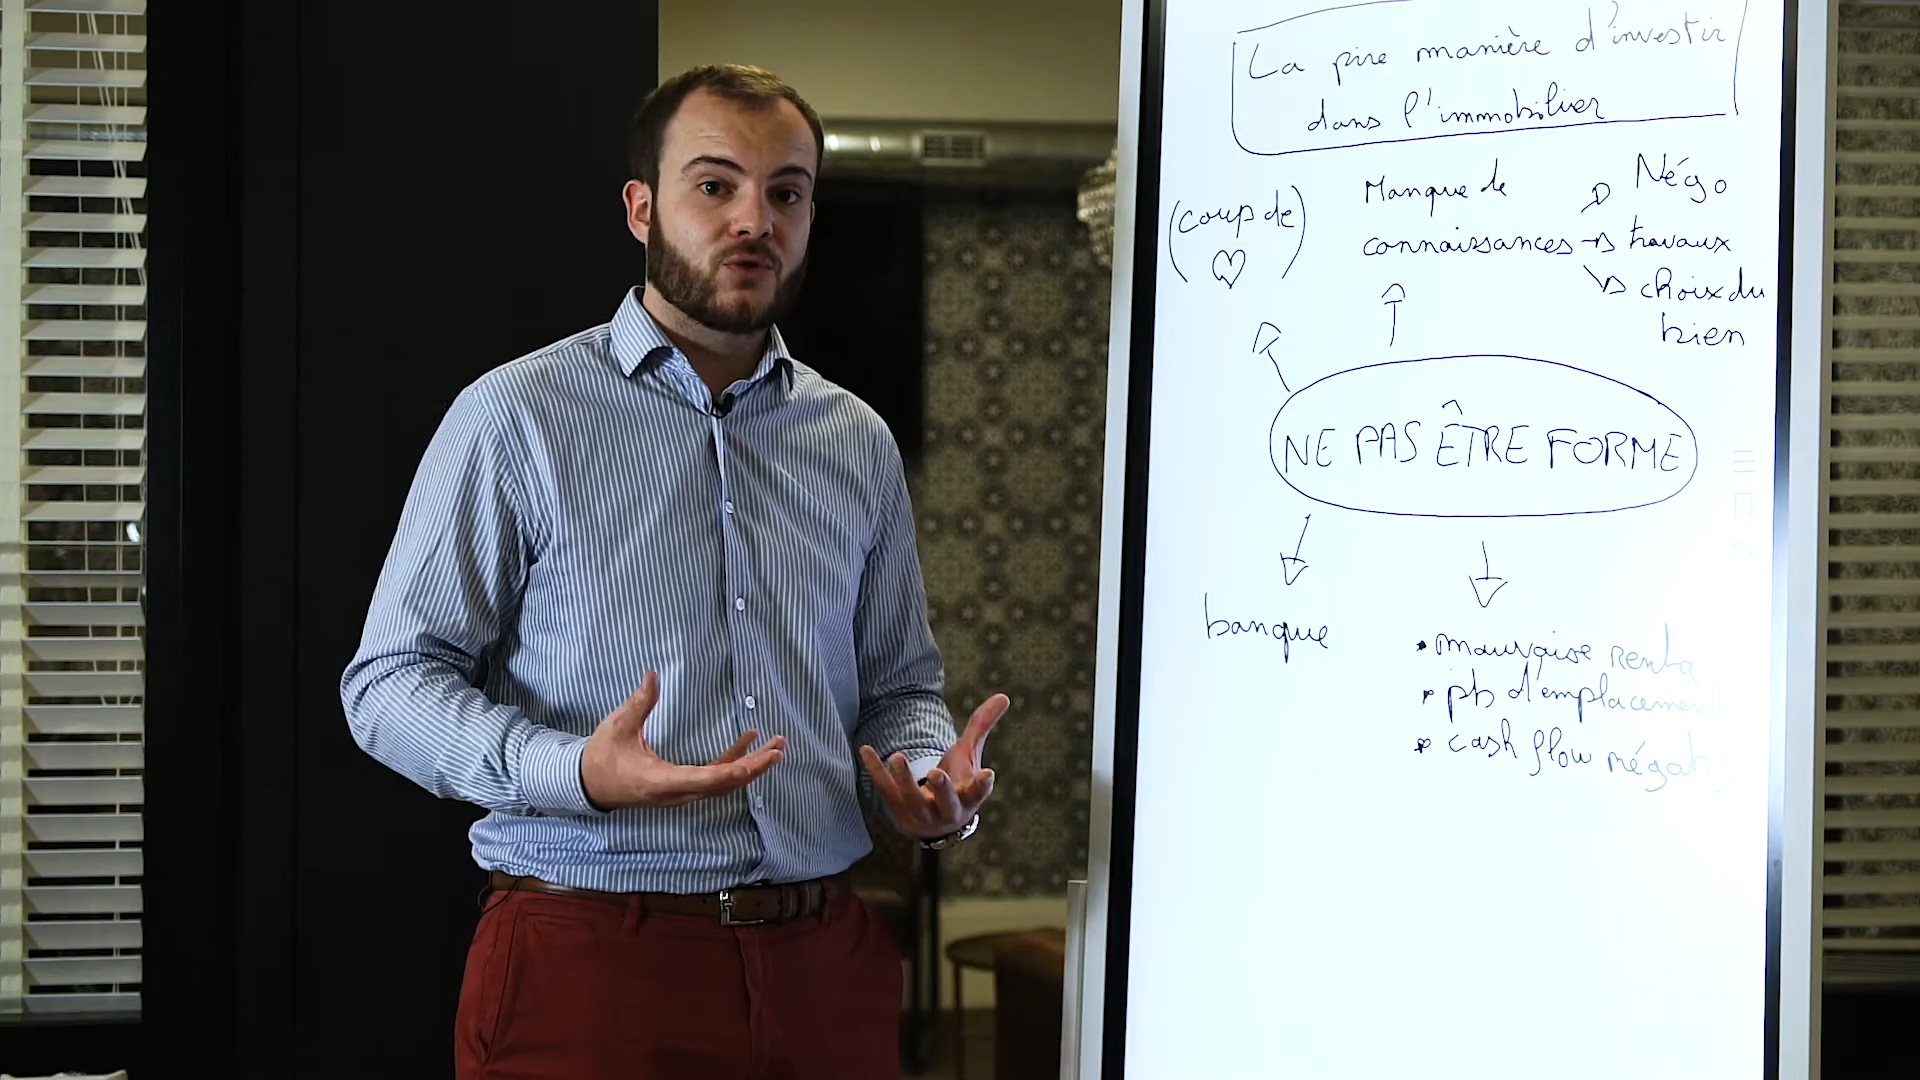 La pire manière d'investir
dans l'immobilier
(coup de
♡)
Manque de
connaissances
Négo
travaux
choix du
bien
NE PAS ÊTRE FORME
banque
• mauvaise renta
• pb d'emplacement
• cash flow négatif